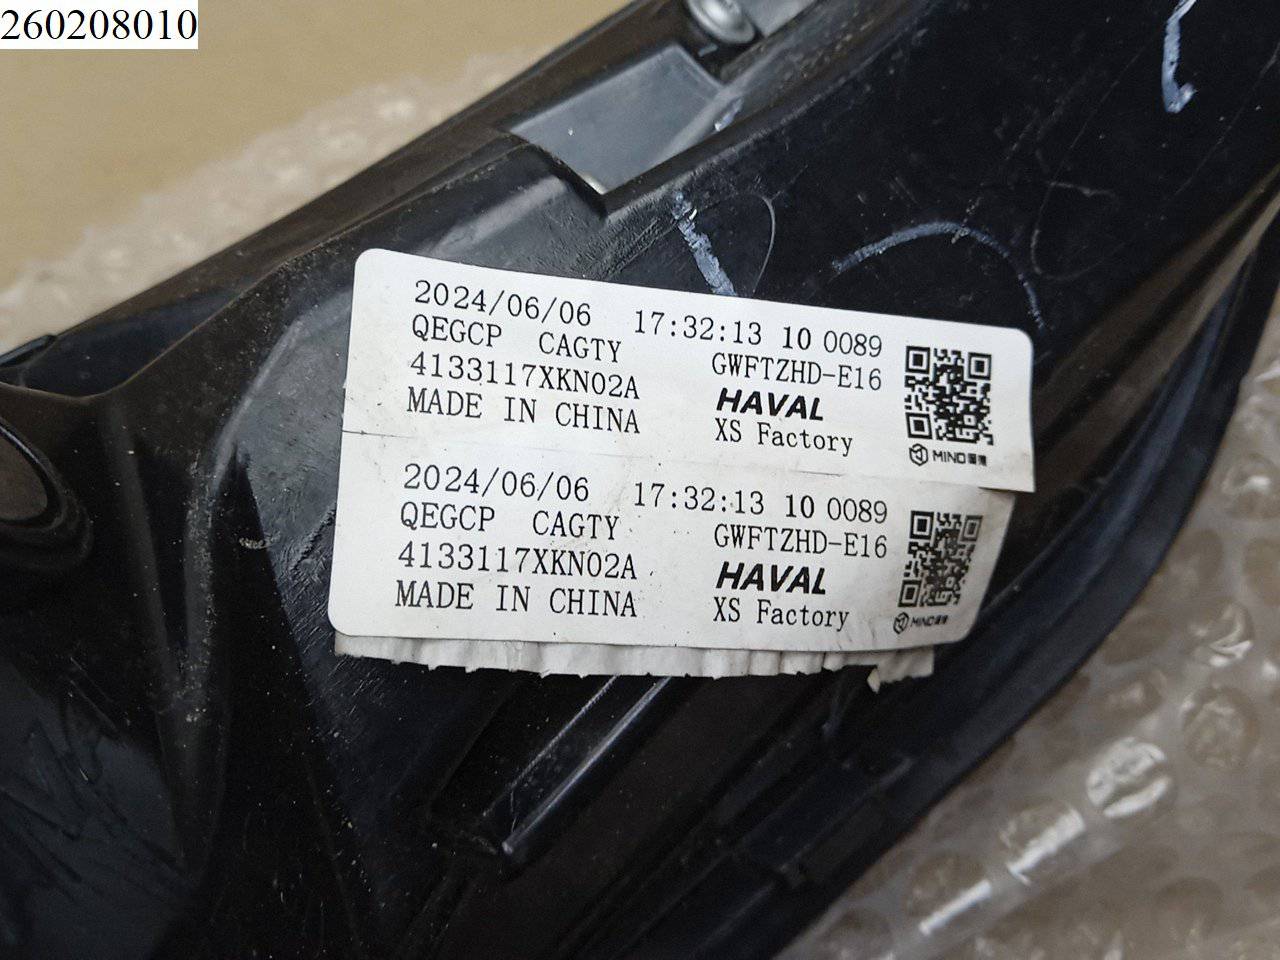 260208010
2024/06/06 17:32:13 10 0089
QEGCP CAGTY GWFTZHD-E16
4133117XKN02A HAVAL
MADE IN CHINA XS Factory
MIND
2024/06/06 17:32:13 10 0089
QEGCP CAGTY GWFTZHD-E16
4133117XKN02A HAVAL
MADE IN CHINA XS Factory
MIND